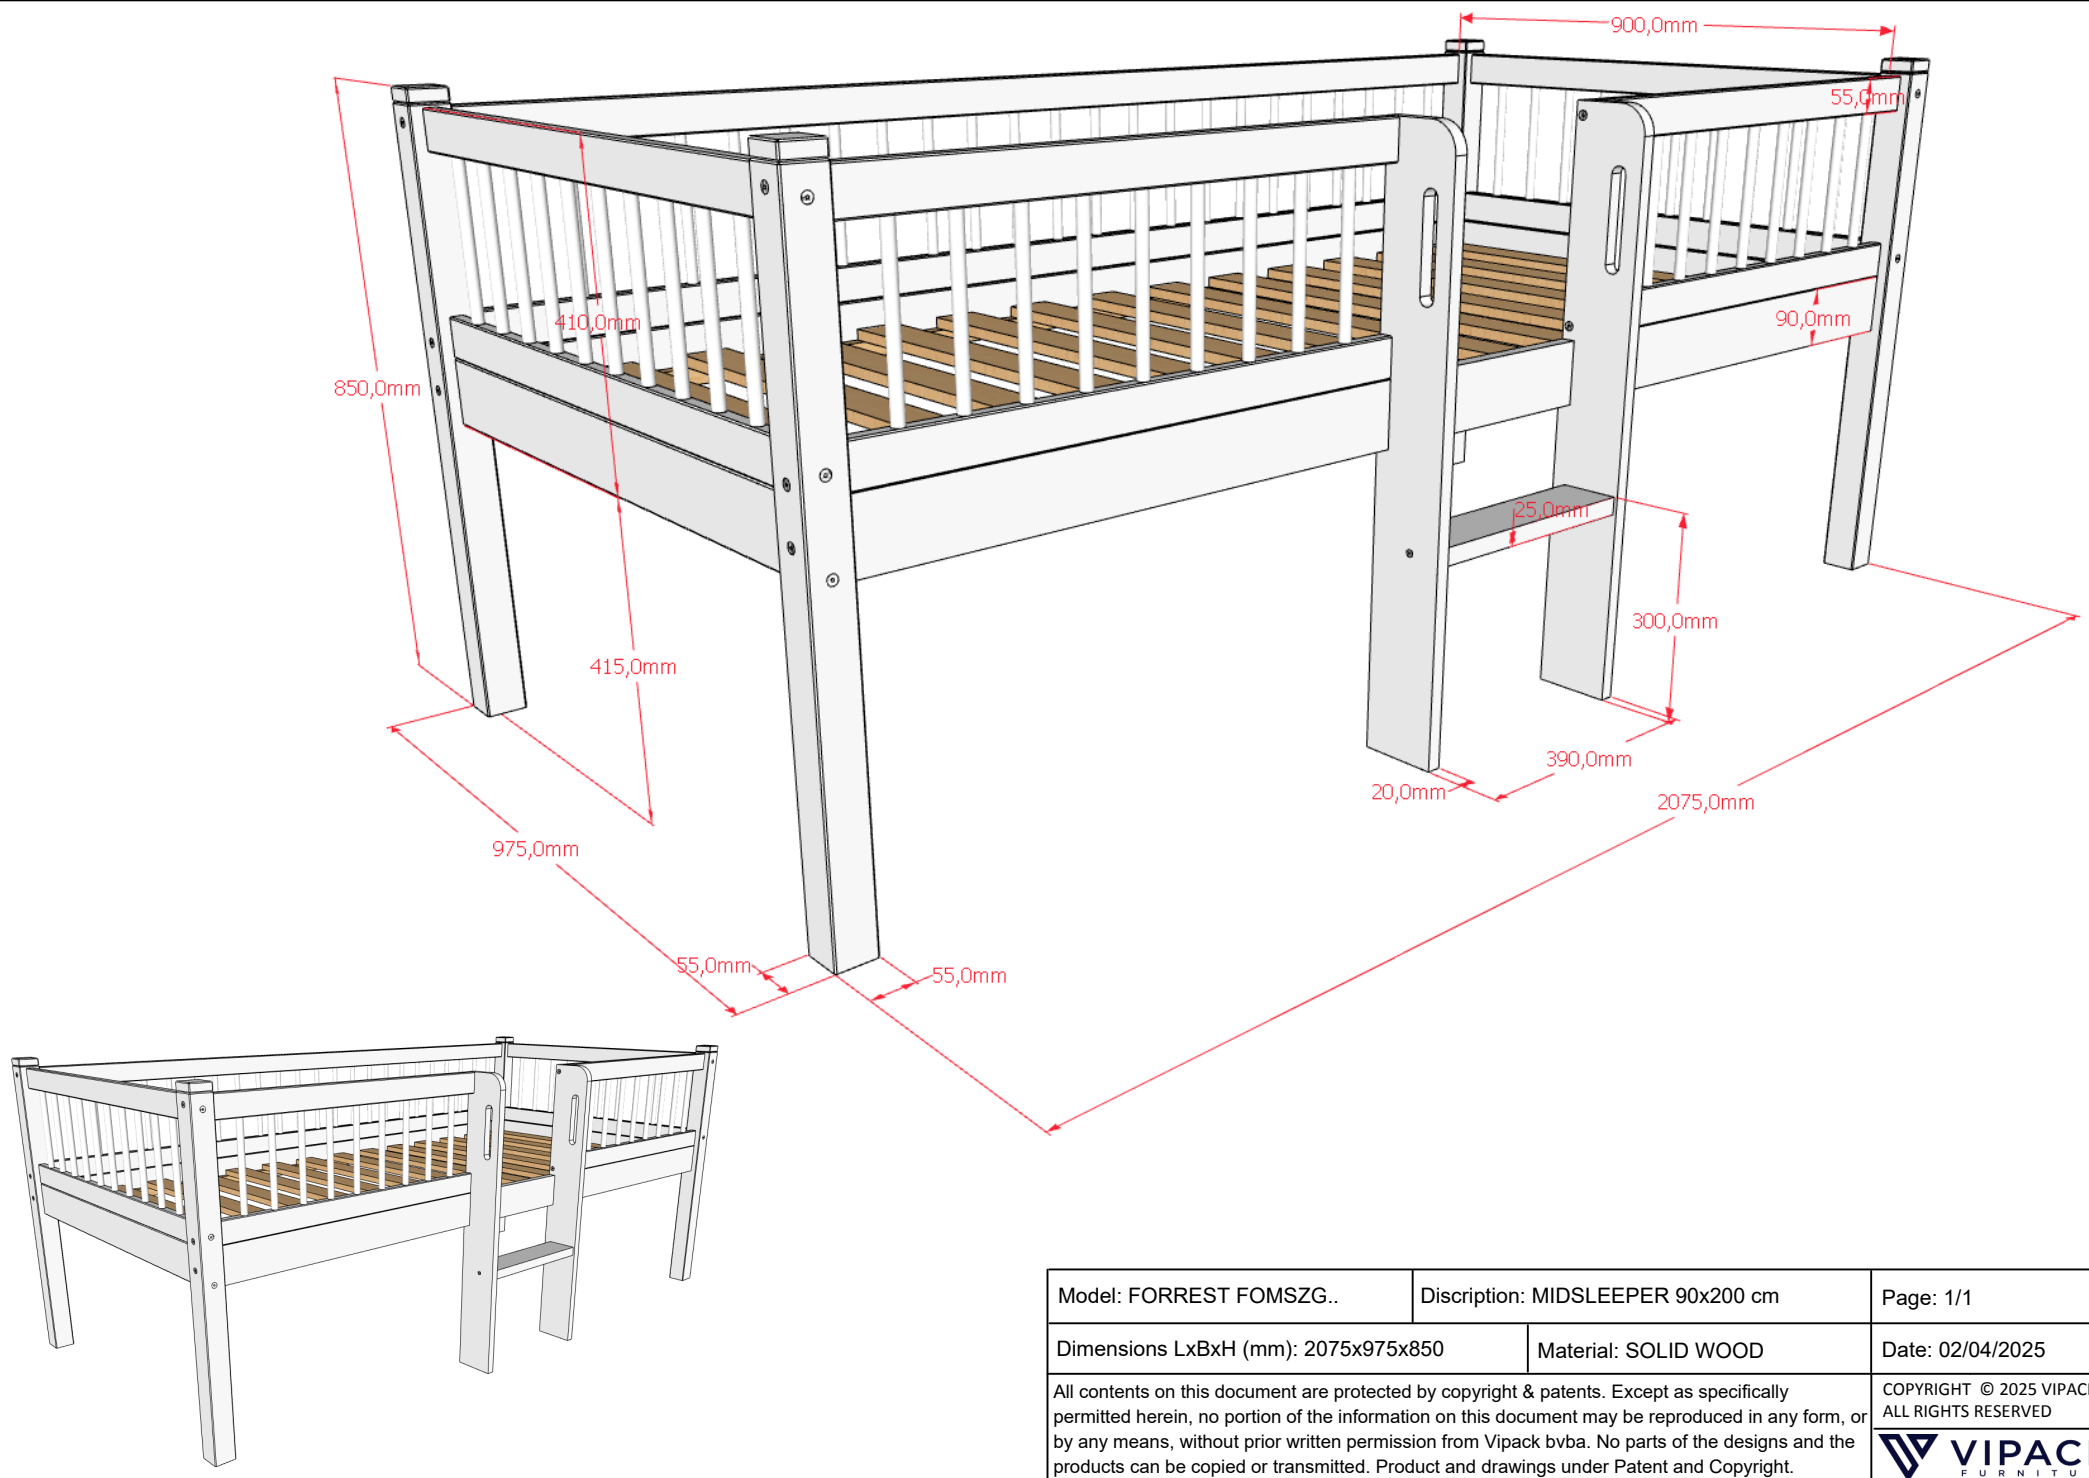 900,0mm
55,0mm
410,0mm
90,0mm
850,0mm
25,0mm
300,0mm
415,0mm
390,0mm
20,0mm
2075,0mm
975,0mm
55,0mm
55,0mm
Model: FORREST FOMSZG..
Discription: MIDSLEEPER 90x200 cm
Page: 1/1
Dimensions LxBxH (mm): 2075x975x850
Material: SOLID WOOD
Date: 02/04/2025
All contents on this document are protected by copyright & patents. Except as specifically
permitted herein, no portion of the information on this document may be reproduced in any form, or
by any means, without prior written permission from Vipack bvba. No parts of the designs and the
products can be copied or transmitted. Product and drawings under Patent and Copyright.
COPYRIGHT © 2025 VIPAC
ALL RIGHTS RESERVED
VIPAC
FURNITU